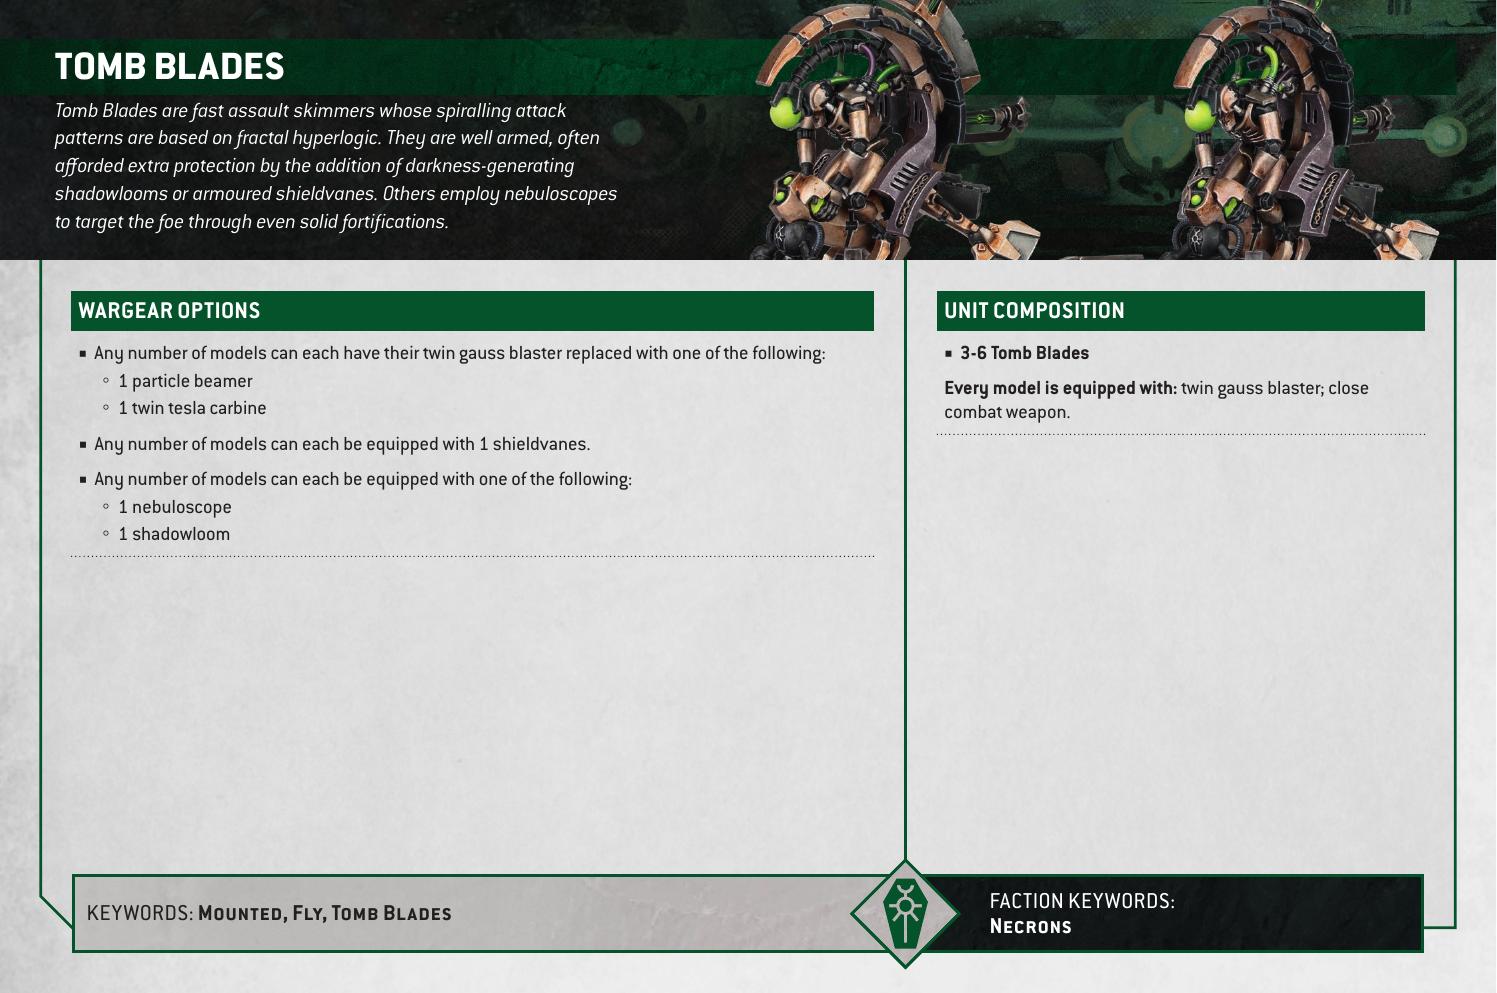 TOMB BLADES
Tomb Blades are fast assault skimmers whose spiralling attack
patterns are based on fractal hyperlogic. They are well armed, often
afforded extra protection by the addition of darkness-generating
shadowlooms or armoured shieldvanes. Others employ nebuloscopes
to target the foe through even solid fortifications.
WARGEAR OPTIONS
▪ Any number of models can each have their twin gauss blaster replaced with one of the following:
◦ 1 particle beamer
◦ 1 twin tesla carbine
▪ Any number of models can each be equipped with 1 shieldvanes.
▪ Any number of models can each be equipped with one of the following:
◦ 1 nebuloscope
◦ 1 shadowloom
UNIT COMPOSITION
▪ 3-6 Tomb Blades
Every model is equipped with: twin gauss blaster; close
combat weapon.
KEYWORDS: Mounted, Fly, Tomb Blades
FACTION KEYWORDS:
Necrons